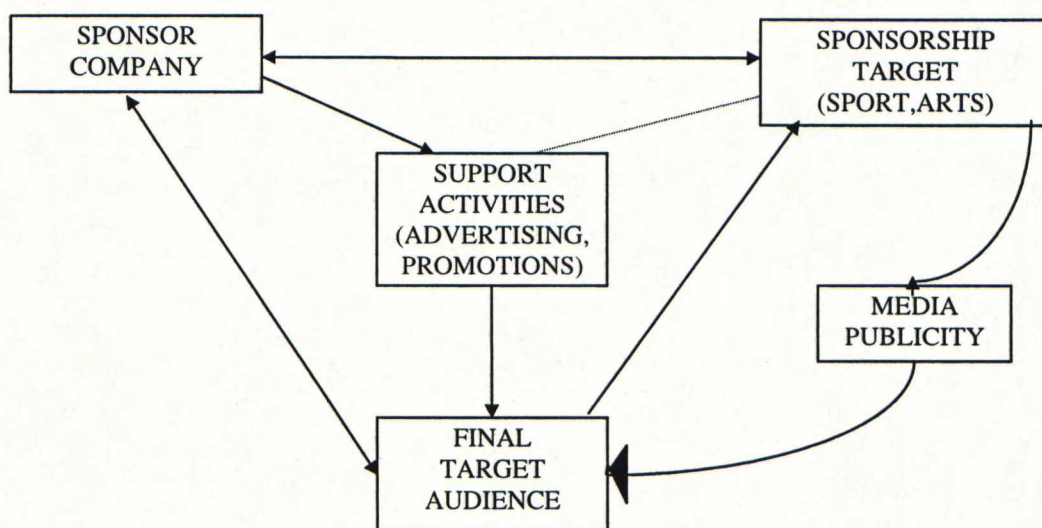 SPONSOR
COMPANY
SPONSORSHIP
TARGET
(SPORT,ARTS)
SUPPORT
ACTIVITIES
(ADVERTISING,
PROMOTIONS)
MEDIA
PUBLICITY
FINAL
TARGET
AUDIENCE